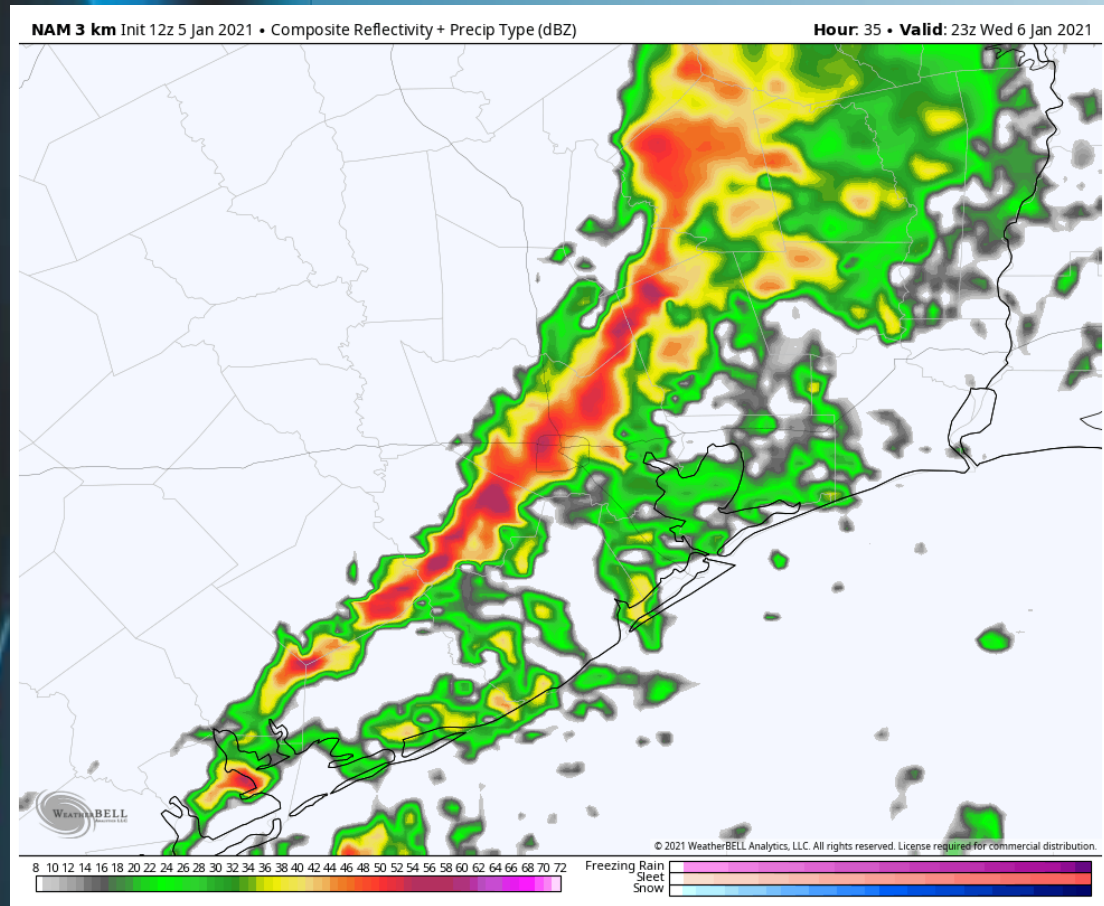 NAM 3 km Init 12z 5 Jan 2021 • Composite Reflectivity + Precip Type (dBZ) Hour: 35 • Valid: 23z Wed 6 Jan 2021
WEATHERBELL
© 2021 WeatherBELL Analytics, LLC. All rights reserved. License required for commercial distribution.
8 10 12 14 16 18 20 22 24 26 28 30 32 34 36 38 40 42 44 46 48 50 52 54 56 58 60 62 64 66 68 70 72
Freezing Rain
Sleet
Snow